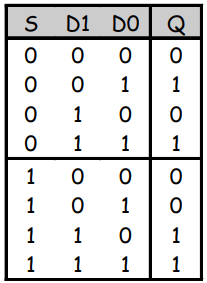 S D1 D0 Q
0 0 0 0
0 0 1 1
0 1 0 0
0 1 1 1
1 0 0 0
1 0 1 0
1 1 0 1
1 1 1 1